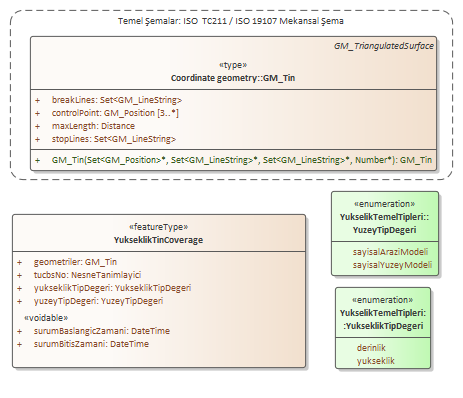 Temel Şemalar: ISO TC211 / ISO 19107 Mekansal Şema
GM_TriangulatedSurface
«type»
Coordinate geometry::GM_Tin
+ breakLines: Set<GM_LineString>
+ controlPoint: GM_Position [3..*]
+ maxLength: Distance
+ stopLines: Set<GM_LineString>
+ GM_Tin(Set<GM_Position>*, Set<GM_LineString>*, Set<GM_LineString>*, Number*): GM_Tin
«featureType»
YukseklikTinCoverage
+ geometriler: GM_Tin
+ tucbsNo: NesneTanimlayici
+ yukseklikTipDegeri: YukseklikTipDegeri
+ yuzeyTipDegeri: YuzeyTipDegeri
«voidable»
+ surumBaslangicZamani: DateTime
+ surumBitisZamani: DateTime
«enumeration»
YukselikTemelTipleri::
YuzeyTipDegeri
sayisalAraziModeli
sayisalYuzeyModeli
«enumeration»
YukselikTemelTipleri:
:YukseklikTipDegeri
derinlik
yukseklik